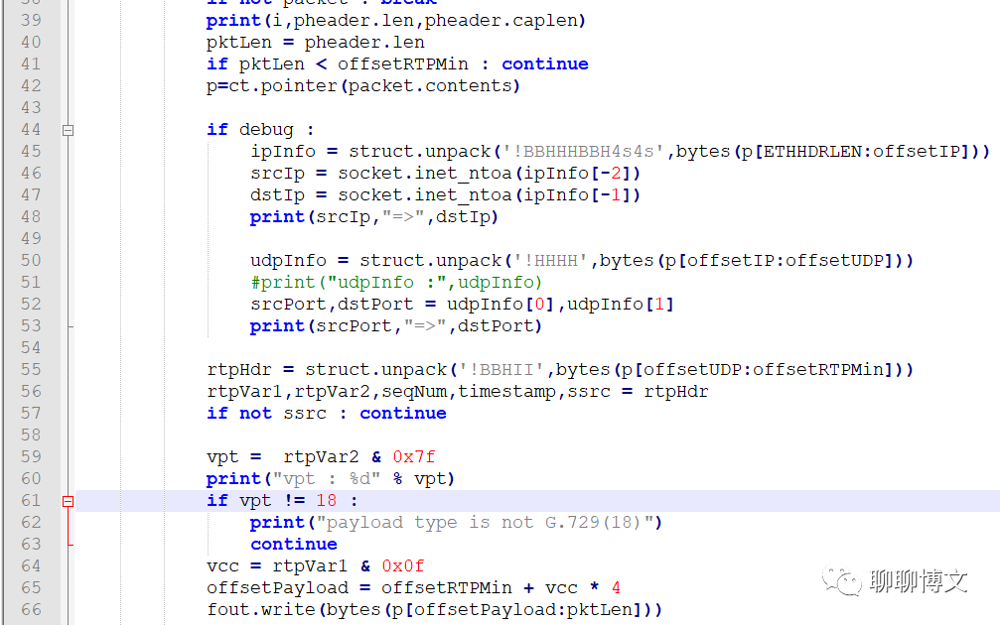 38 if not packet : break
39 print(i,pheader.len,pheader.caplen)
40 pktLen = pheader.len
41 if pktLen < offsetRTPMin : continue
42 p=ct.pointer(packet.contents)
43
44 if debug :
45 ipInfo = struct.unpack('!BBHHHBBH4s4s',bytes(p[ETHHDRLEN:offsetIP]))
46 srcIp = socket.inet_ntoa(ipInfo[-2])
47 dstIp = socket.inet_ntoa(ipInfo[-1])
48 print(srcIp,"=>",dstIp)
49
50 udpInfo = struct.unpack('!HHHH',bytes(p[offsetIP:offsetUDP]))
51 #print("udpInfo :",udpInfo)
52 srcPort,dstPort = udpInfo[0],udpInfo[1]
53 print(srcPort,"=>",dstPort)
54
55 rtpHdr = struct.unpack('!BBHII',bytes(p[offsetUDP:offsetRTPMin]))
56 rtpVar1,rtpVar2,seqNum,timestamp,ssrc = rtpHdr
57 if not ssrc : continue
58
59 vpt =  rtpVar2 & 0x7f
60 print("vpt : %d" % vpt)
61 if vpt != 18 :
62 print("payload type is not G.729(18)")
63 continue
64 vcc = rtpVar1 & 0x0f
65 offsetPayload = offsetRTPMin + vcc * 4
66 fout.write(bytes(p[offsetPayload:pktLen]))
聊聊博文